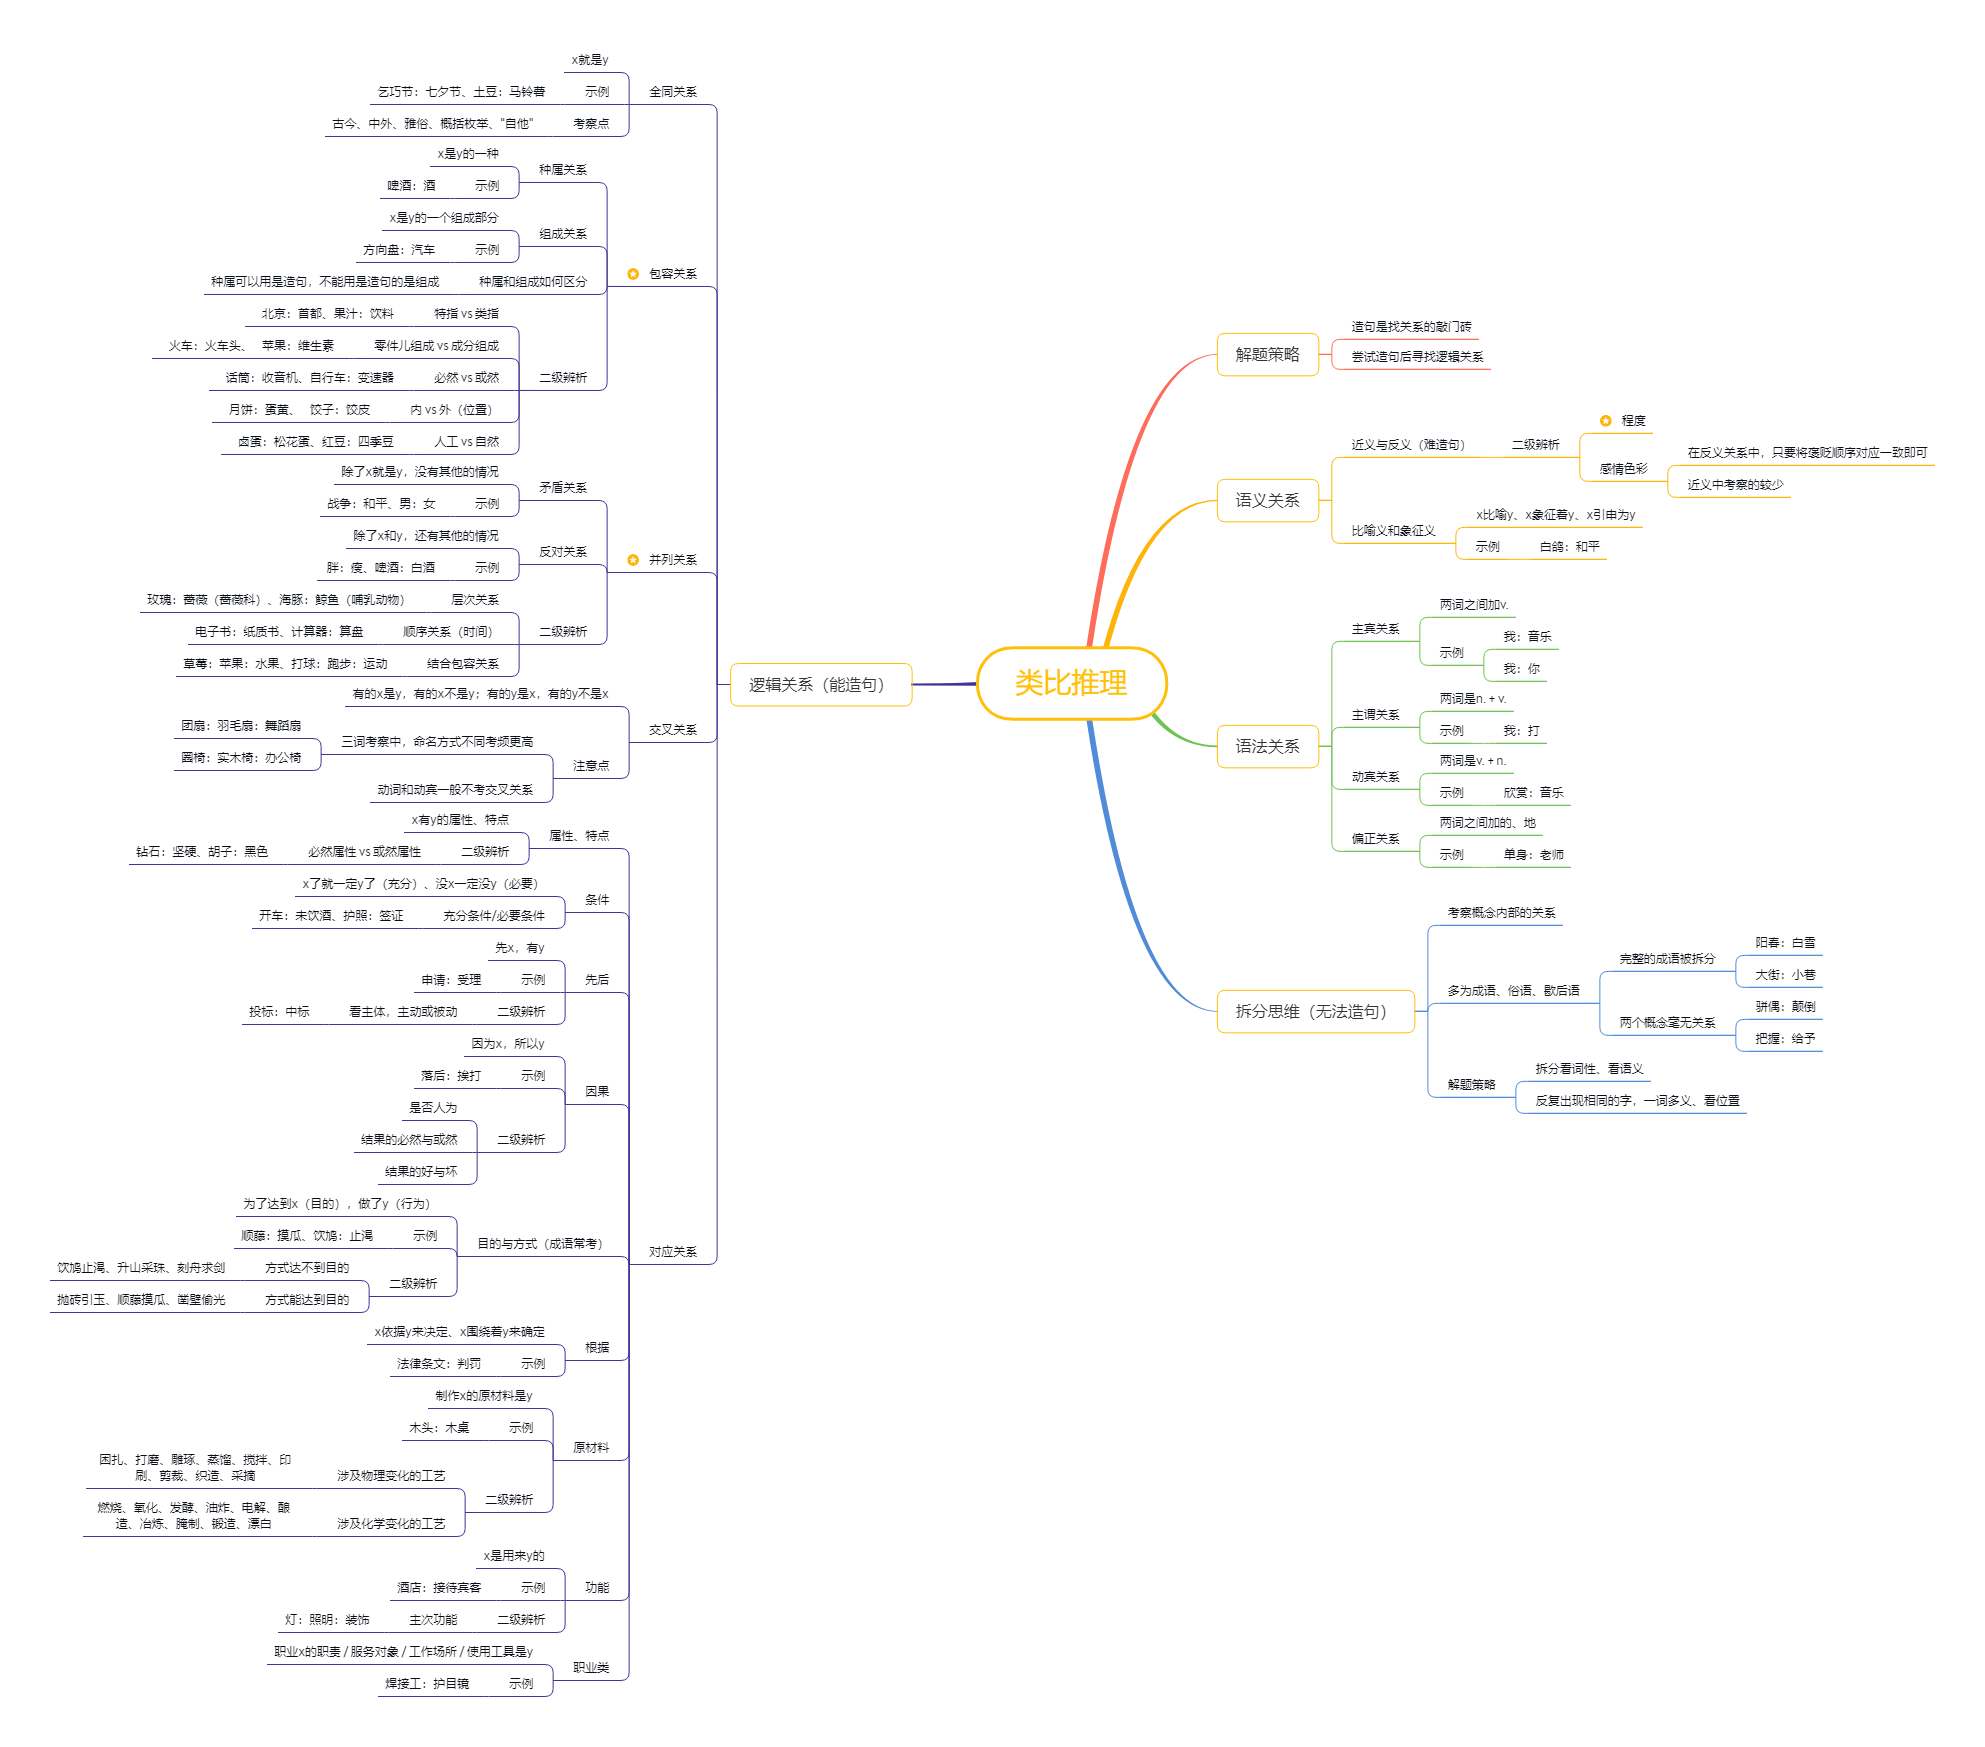 类比推理
解题策略
造句是找关系的敲门砖
尝试造句后寻找逻辑关系
语义关系
近义与反义（难造句）
二级辨析
程度
感情色彩
在反义关系中，只要将褒贬顺序对应一致即可
近义中考察的较少
比喻义和象征义
x比喻y、x象征着y、x引申为y
示例
白鸽：和平
语法关系
主宾关系
两词之间加v.
示例
我：音乐
我：你
主谓关系
两词是n. + v.
示例
我：打
动宾关系
两词是v. + n.
示例
欣赏：音乐
偏正关系
两词之间加的、地
示例
单身：老师
拆分思维（无法造句）
考察概念内部的关系
多为成语、俗语、歇后语
完整的成语被拆分
阳春：白雪
大街：小巷
两个概念毫无关系
骈偶：颠倒
把握：给予
解题策略
拆分看词性、看语义
反复出现相同的字，一词多义、看位置
逻辑关系（能造句）
全同关系
x就是y
示例
乞巧节：七夕节、土豆：马铃薯
考察点
古今、中外、雅俗、概括枚举、“自他”
包容关系
种属关系
x是y的一种
示例
啤酒：酒
组成关系
x是y的一个组成部分
示例
方向盘：汽车
种属和组成如何区分
种属可以用是造句，不能用是造句的是组成
二级辨析
特指 vs 类指
北京：首都、果汁：饮料
零件儿组成 vs 成分组成
火车：火车头、 苹果：维生素
必然 vs 或然
话筒：收音机、自行车：变速器
内 vs 外（位置）
月饼：蛋黄、 饺子：饺皮
人工 vs 自然
卤蛋：松花蛋、红豆：四季豆
并列关系
矛盾关系
除了x就是y，没有其他的情况
示例
战争：和平、男：女
反对关系
除了x和y，还有其他的情况
示例
胖：瘦、啤酒：白酒
二级辨析
层次关系
玫瑰：蔷薇（蔷薇科）、海豚：鲸鱼（哺乳动物）
顺序关系（时间）
电子书：纸质书、计算器：算盘
结合包容关系
草莓：苹果：水果、打球：跑步：运动
交叉关系
有的x是y，有的x不是y；有的y是x，有的y不是x
注意点
三词考察中，命名方式不同考频更高
团扇：羽毛扇：舞蹈扇
圆椅：实木椅：办公椅
动词和动宾一般不考交叉关系
对应关系
属性、特点
x有y的属性、特点
二级辨析
必然属性 vs 或然属性
钻石：坚硬、胡子：黑色
条件
x了就一定y了（充分）、没x一定没y（必要）
充分条件/必要条件
开车：未饮酒、护照：签证
先后
先x，有y
示例
申请：受理
二级辨析
看主体，主动或被动
投标：中标
因果
因为x，所以y
示例
落后：挨打
二级辨析
是否人为
结果的必然与或然
结果的好与坏
目的与方式（成语常考）
为了达到x（目的），做了y（行为）
示例
顺藤：摸瓜、饮鸩：止渴
二级辨析
方式达不到目的
饮鸩止渴、升山采珠、刻舟求剑
方式能达到目的
抛砖引玉、顺藤摸瓜、凿壁偷光
根据
x依据y来决定、x围绕着y来确定
示例
法律条文：判罚
原材料
制作x的原材料是y
示例
木头：木桌
二级辨析
涉及物理变化的工艺
困扎、打磨、雕琢、蒸馏、搅拌、印
刷、剪裁、织造、采摘
涉及化学变化的工艺
燃烧、氧化、发酵、油炸、电解、酿
造、冶炼、腌制、锻造、漂白
功能
x是用来y的
示例
酒店：接待宾客
二级辨析
主次功能
灯：照明：装饰
职业类
职业x的职责 / 服务对象 / 工作场所 / 使用工具是y
示例
焊接工：护目镜